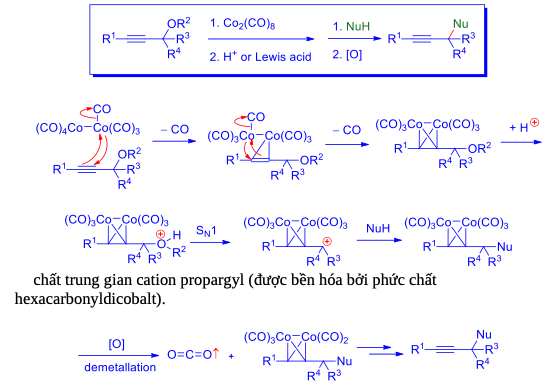 OR² 1. Co₂(CO)₈ 1. NuH Nu
R¹ R³ R¹ R³
R⁴ 2. H⁺ or Lewis acid 2. [O] R⁴
CO CO
(CO)₄Co Co(CO)₃ – CO (CO)₃Co Co(CO)₃ – CO (CO)₃Co Co(CO)₃ + H⊕
OR² R¹ OR² R¹ OR²
R¹ R³ R⁴ R³ R⁴ R³
R⁴
(CO)₃Co Co(CO)₃ (CO)₃Co Co(CO)₃ (CO)₃Co Co(CO)₃
⊕ H SN1 NuH
R¹ O R¹ ⊕ R¹ Nu
R⁴ R³ R² R⁴ R³ R⁴ R³
chất trung gian cation propargyl (được bền hóa bởi phức chất
hexacarbonyldicobalt).
[O] (CO)₃Co Co(CO)₂ Nu
O=C=O↑ + R¹ Nu R¹ R³
demetallation R⁴ R³ R⁴